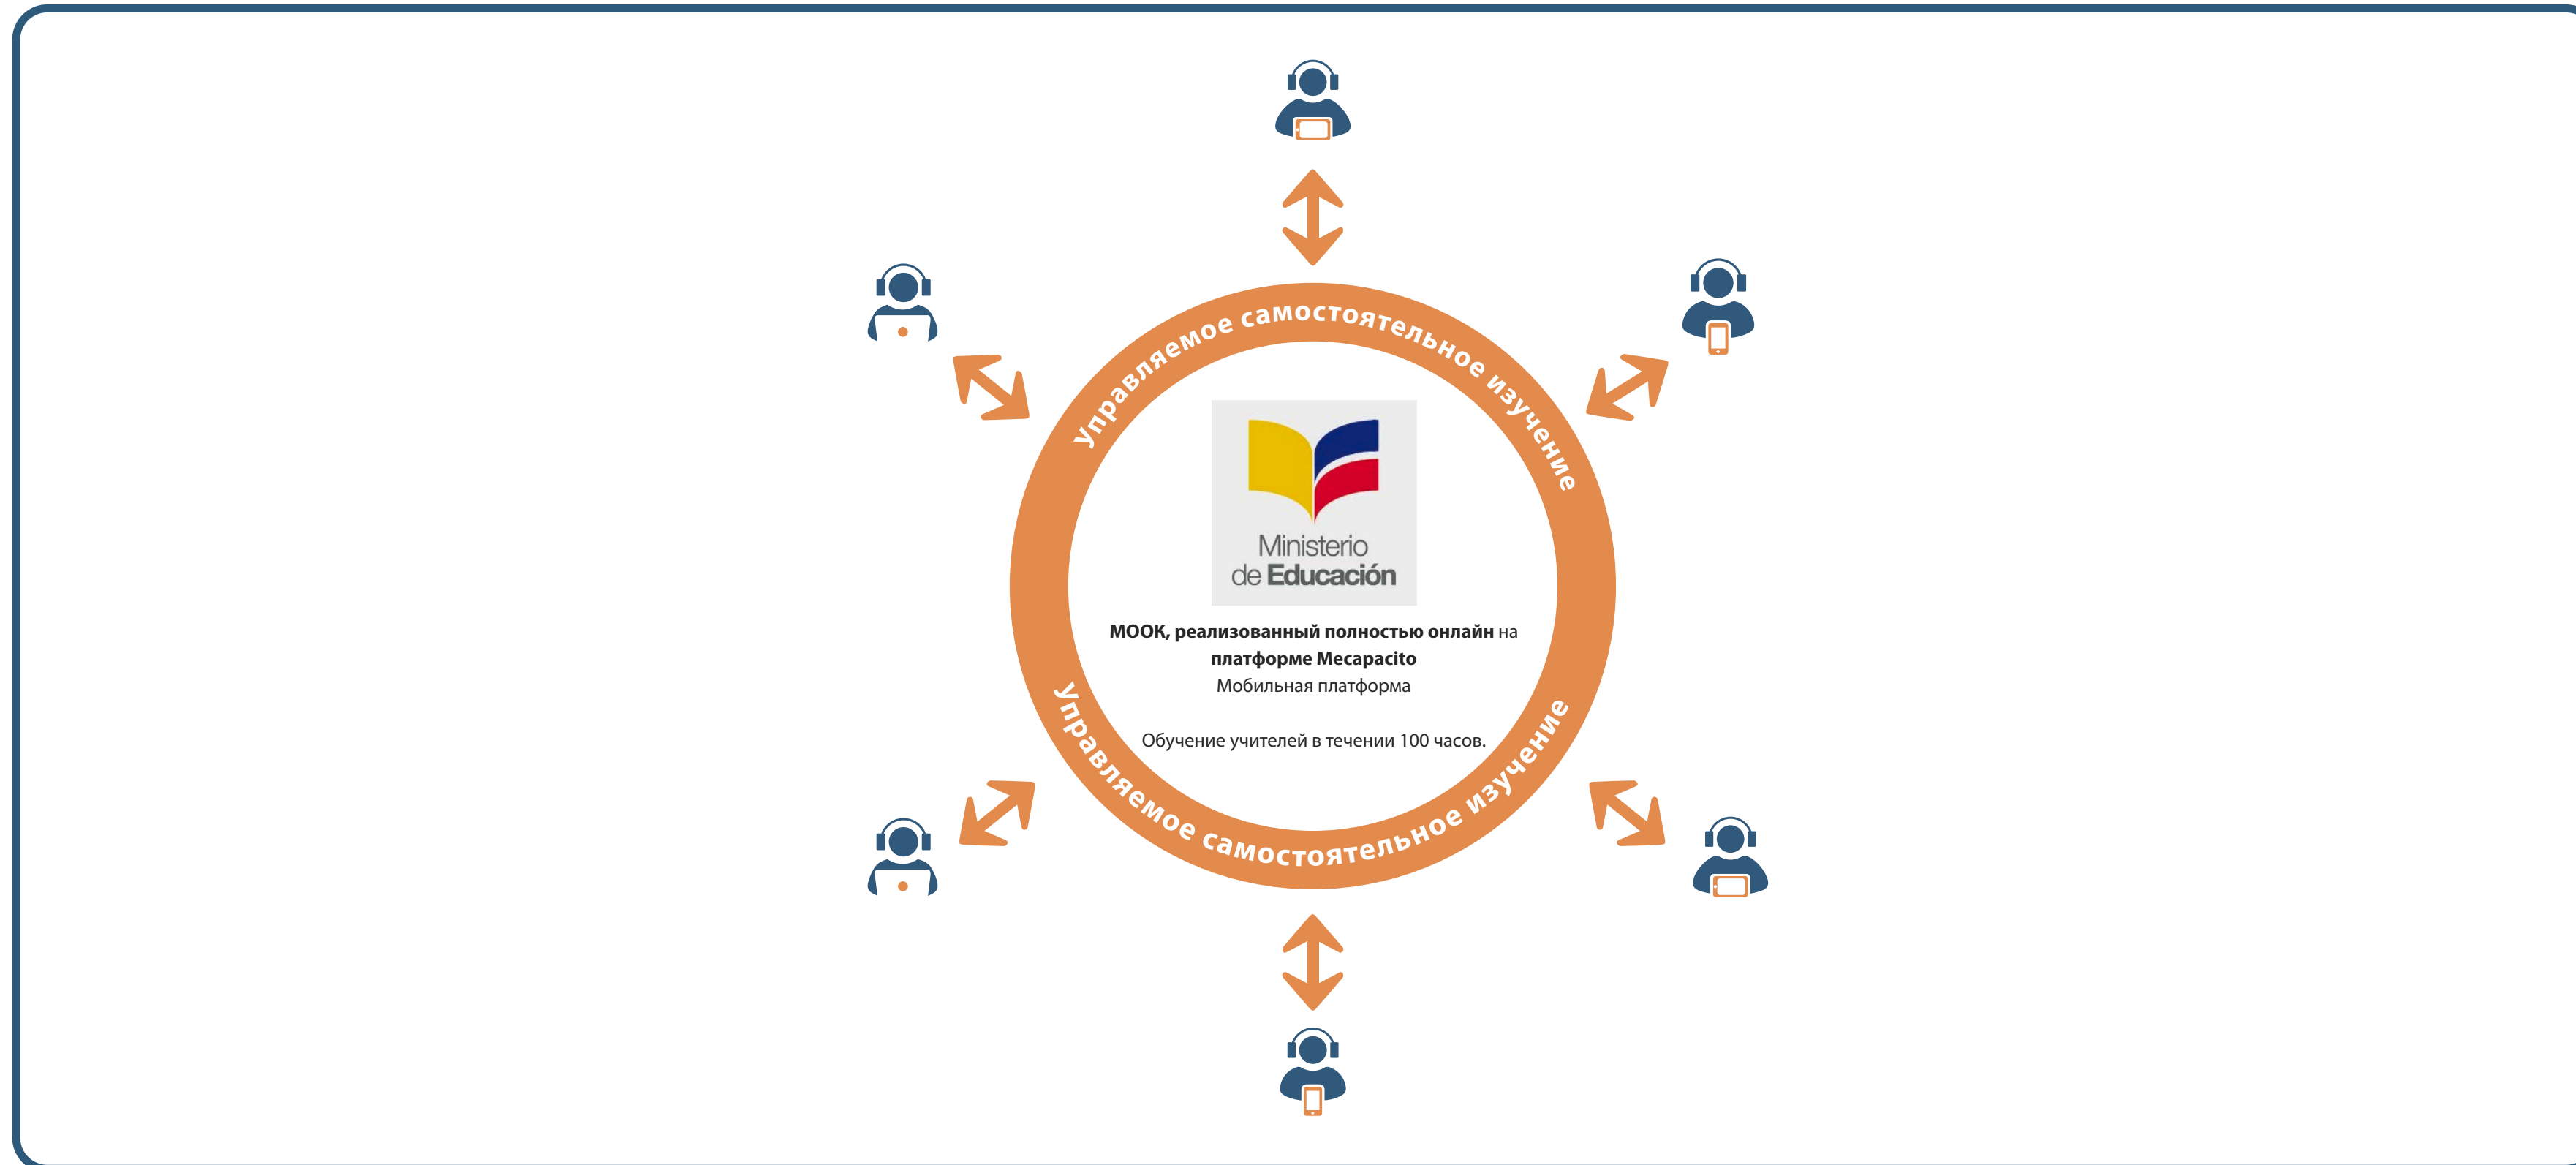 Управляемое самостоятельное изучение
Ministerio
de Educación
МООК, реализованный полностью онлайн на
платформе Mecapacito
Мобильная платформа
Обучение учителей в течении 100 часов.
Управляемое самостоятельное изучение